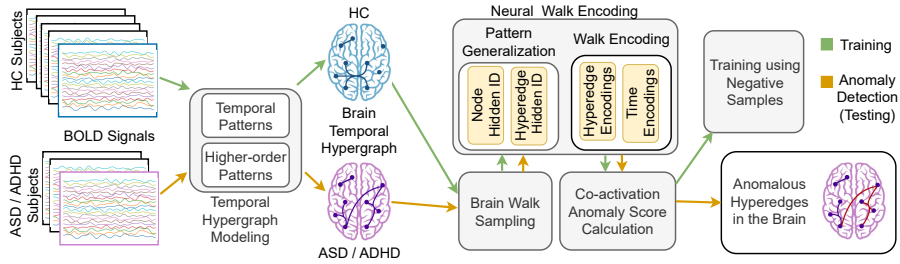 HC Subjects
BOLD Signals
ASD / ADHD
Subjects
Temporal
Patterns
Higher-order
Patterns
Temporal
Hypergraph
Modeling
HC
Brain
Temporal
Hypergraph
ASD / ADHD
Neural Walk Encoding
Pattern
Generalization
Node
Hidden ID
Hyperedge
Hidden ID
Walk Encoding
Hyperedge
Encodings
Time
Encodings
Brain Walk
Sampling
Co-activation
Anomaly Score
Calculation
Training using
Negative
Samples
Anomalous
Hyperedges
in the Brain
Training
Anomaly
Detection
(Testing)